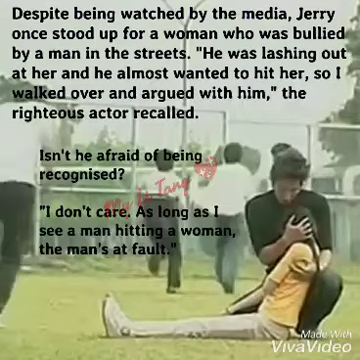 Despite being watched by the media, Jerry
once stood up for a woman who was bullied
by a man in the streets. "He was lashing out
at her and he almost wanted to hit her, so I
walked over and argued with him," the
righteous actor recalled.
Isn't he afraid of being
recognised?
"I don't care. As long as I
see a man hitting a woman,
the man's at fault."
Made With
VivaVideo